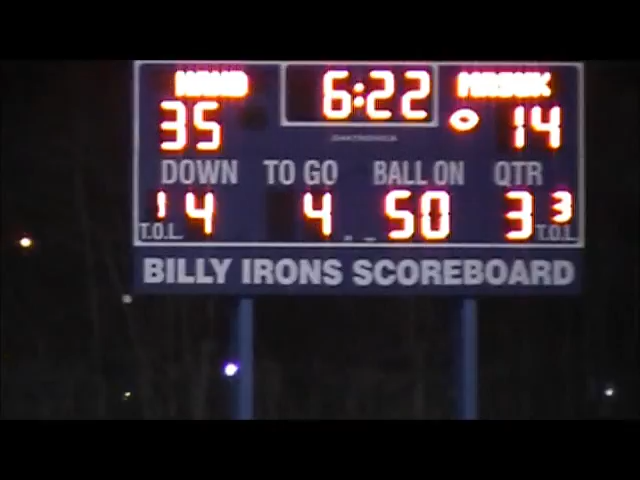 6:22
35 14
DOWN TO GO BALL ON QTR
1 4 4 50 3 3
T.O.L. T.O.L.
BILLY IRONS SCOREBOARD